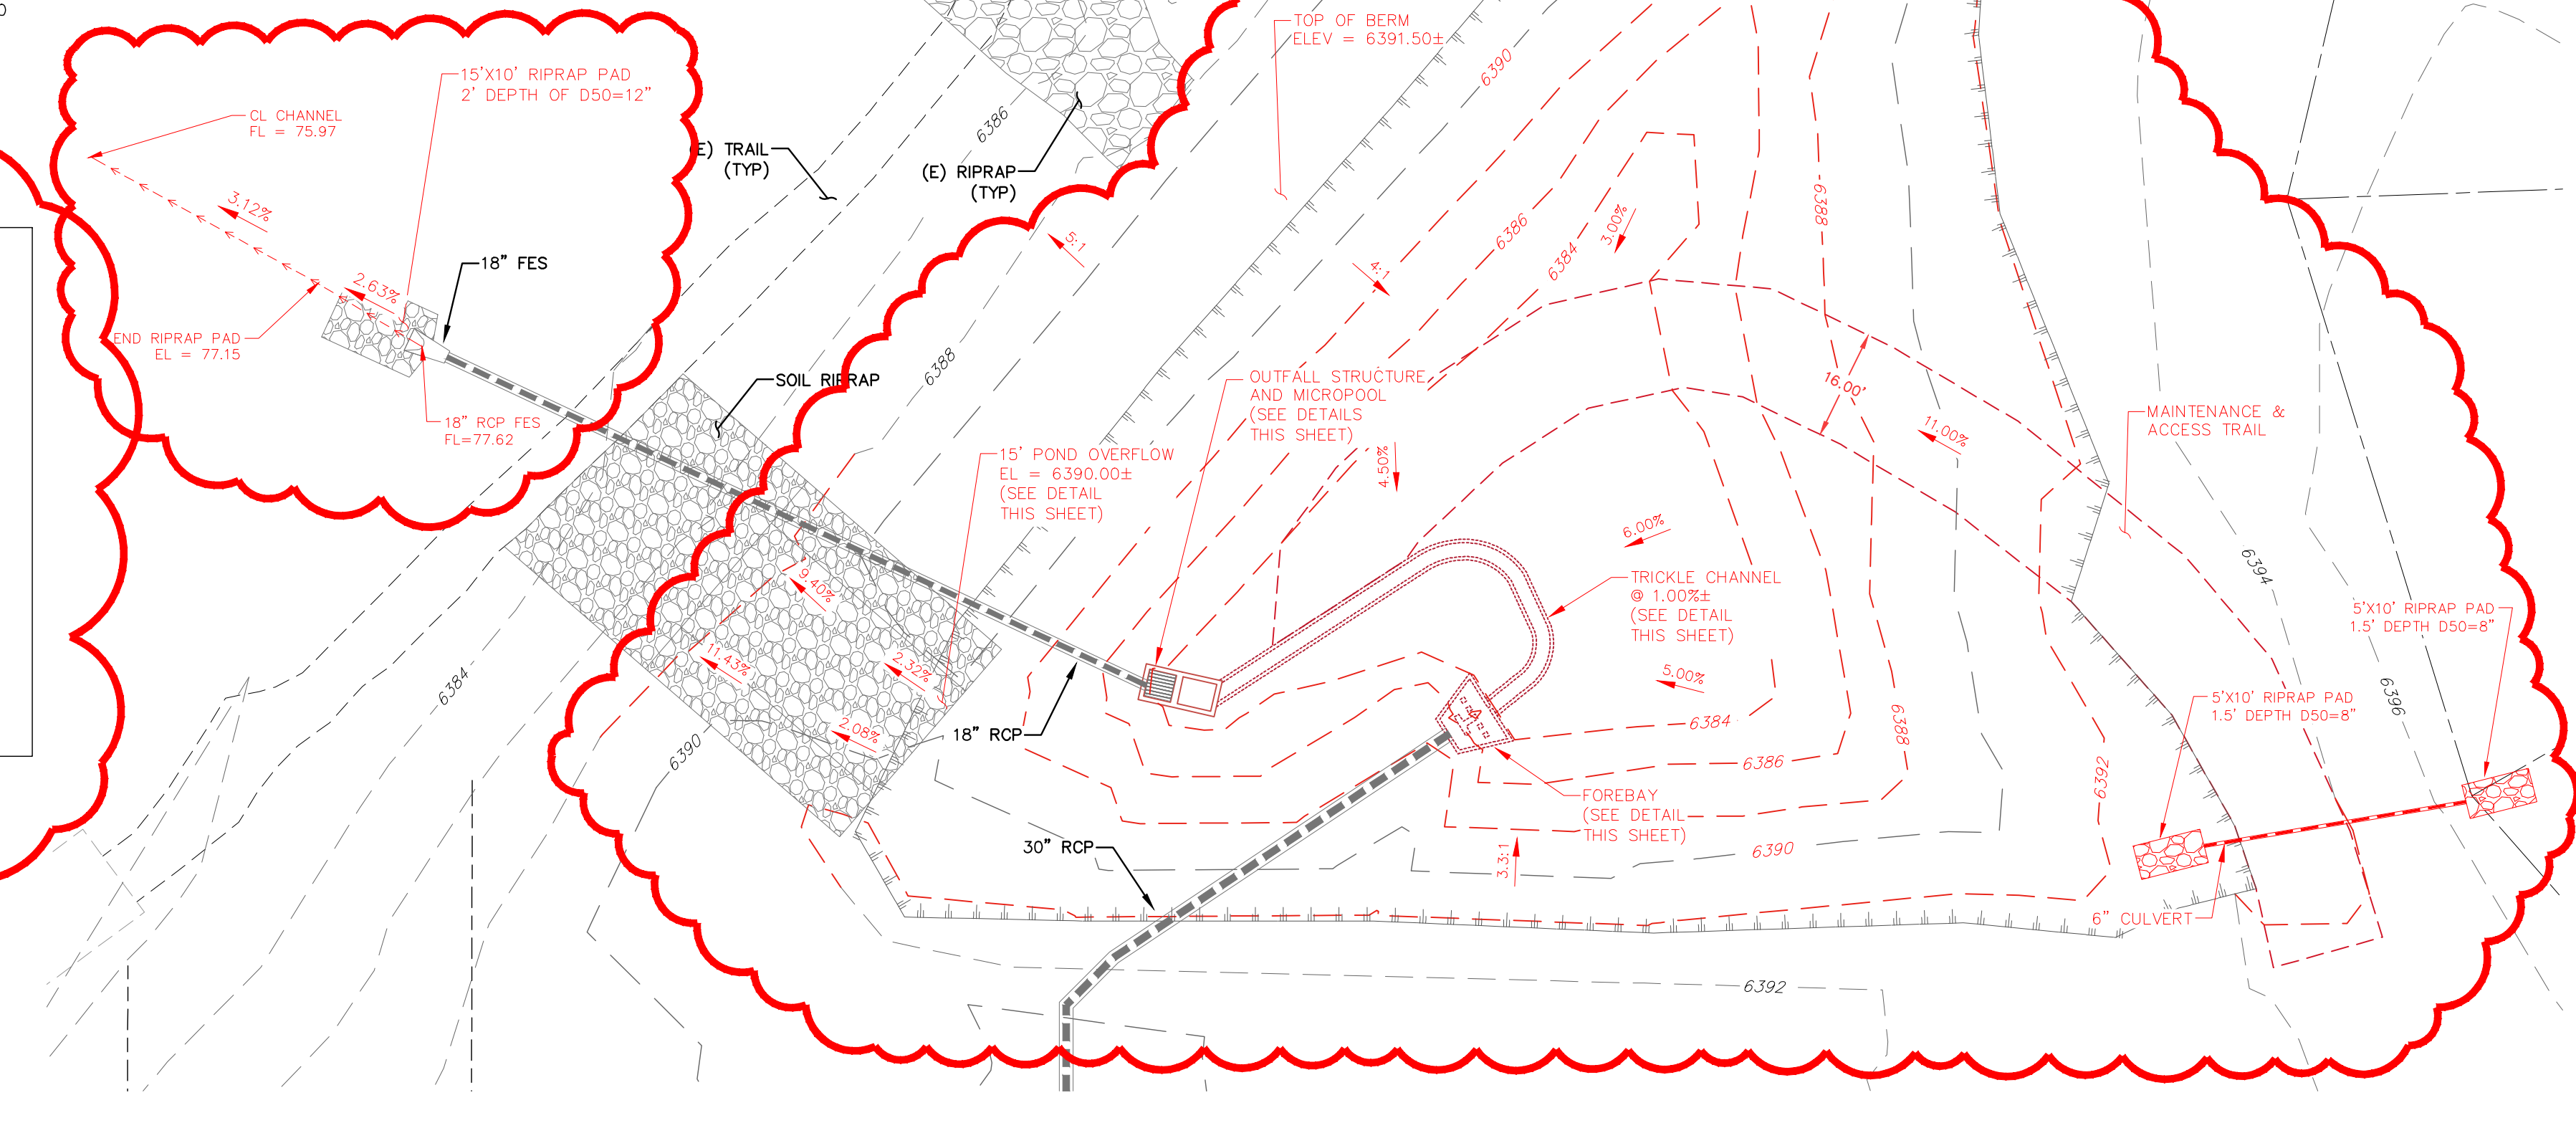 15'X10' RIPRAP PAD
2' DEPTH OF D50=12"
CL CHANNEL
FL = 75.97
3.12%
2.63%
18" FES
END RIPRAP PAD
EL = 77.15
18" RCP FES
FL=77.62
(E) TRAIL
(TYP)
(E) RIPRAP
(TYP)
SOIL RIPRAP
6386
6388
5:1
TOP OF BERM
ELEV = 6391.50±
6390
6386
6384
3.00%
4:1
6388
OUTFALL STRUCTURE
AND MICROPOOL
(SEE DETAILS
THIS SHEET)
4.50%
15' POND OVERFLOW
EL = 6390.00±
(SEE DETAIL
THIS SHEET)
16.00'
11.00%
MAINTENANCE &
ACCESS TRAIL
6.00%
TRICKLE CHANNEL
@ 1.00%±
(SEE DETAIL
THIS SHEET)
5.00%
9.40%
11.43%
2.32%
2.08%
6384
6390
18" RCP
30" RCP
6384
6386
6388
6390
6392
FOREBAY
(SEE DETAIL
THIS SHEET)
3.3:1
6394
6396
5'X10' RIPRAP PAD
1.5' DEPTH D50=8"
5'X10' RIPRAP PAD
1.5' DEPTH D50=8"
6" CULVERT
6392